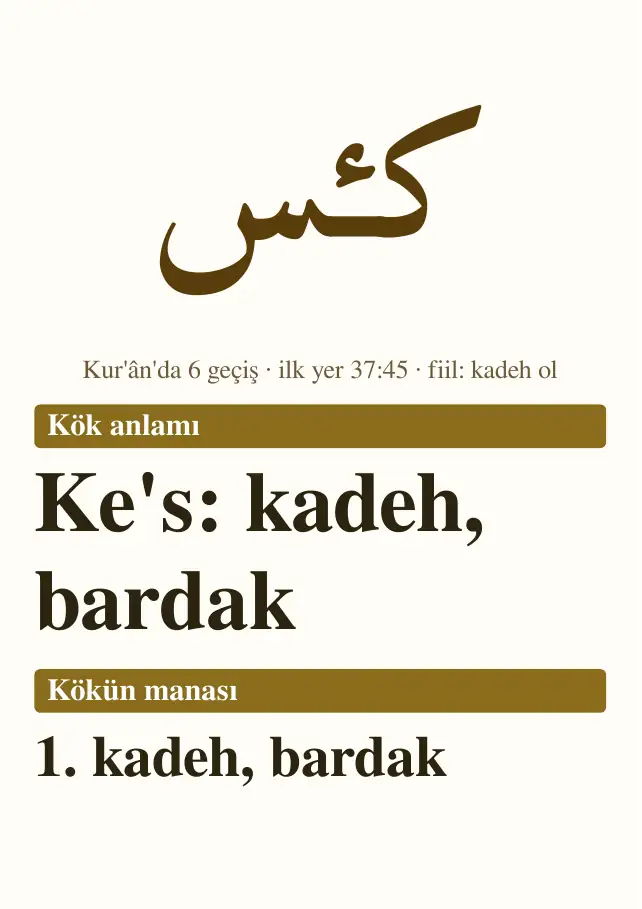 كئس
Kur'ân'da 6 geçiş · ilk yer 37:45 · fiil: kadeh ol
Kök anlamı
Ke's: kadeh,
bardak
Kökün manası
1. kadeh, bardak